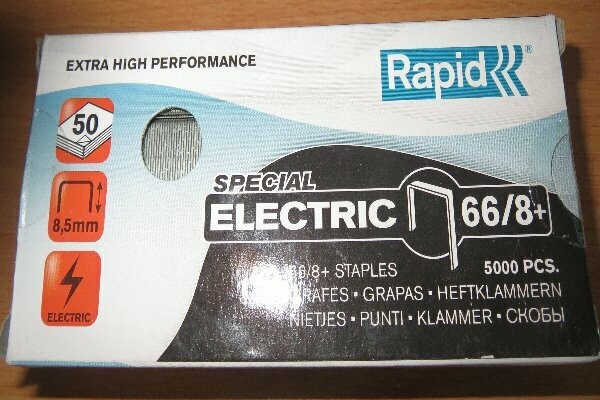 EXTRA HIGH PERFORMANCE
Rapid®
50
8,5mm
ELECTRIC
SPECIAL
ELECTRIC 66/8+
66/8+ STAPLES 5000 PCS.
GRAPAS • HEFTKLAMMERN
NIETJES • PUNTI • KLAMMER • СКОБЫ